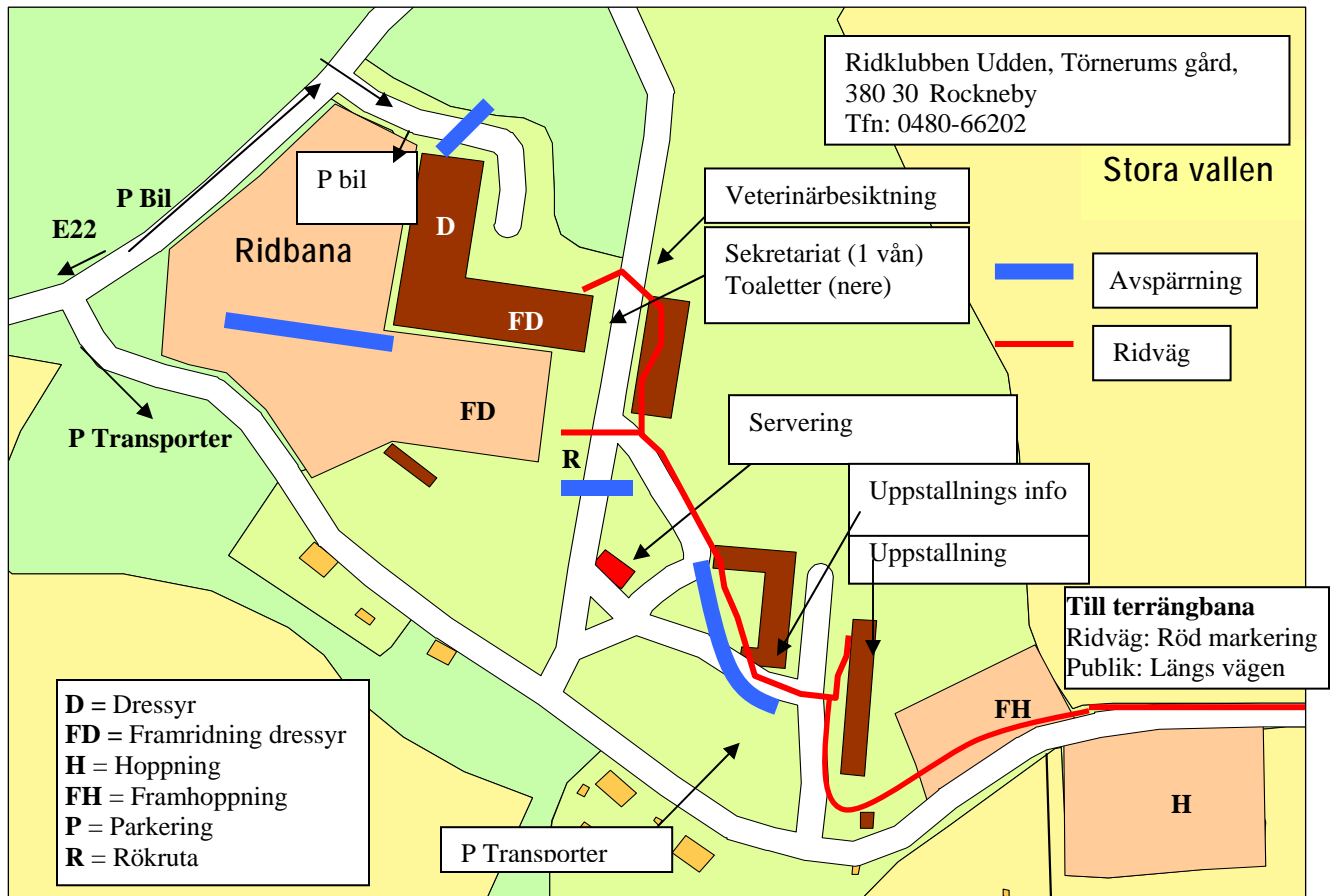 Ridklubben Udden, Törnerums gård,
380 30 Rockneby
Tfn: 0480-66202
Stora vallen
P bil
P Bil
E22
Ridbana
D
FD
FD
Veterinärbesiktning
Sekretariat (1 vån)
Toaletter (nere)
Avspärrning
Ridväg
P Transporter
R
Servering
Uppstallnings info
Uppstallning
Till terrängbana
Ridväg: Röd markering
Publik: Längs vägen
FH
H
P Transporter
D = Dressyr
FD = Framridning dressyr
H = Hoppning
FH = Framhoppning
P = Parkering
R = Rökruta